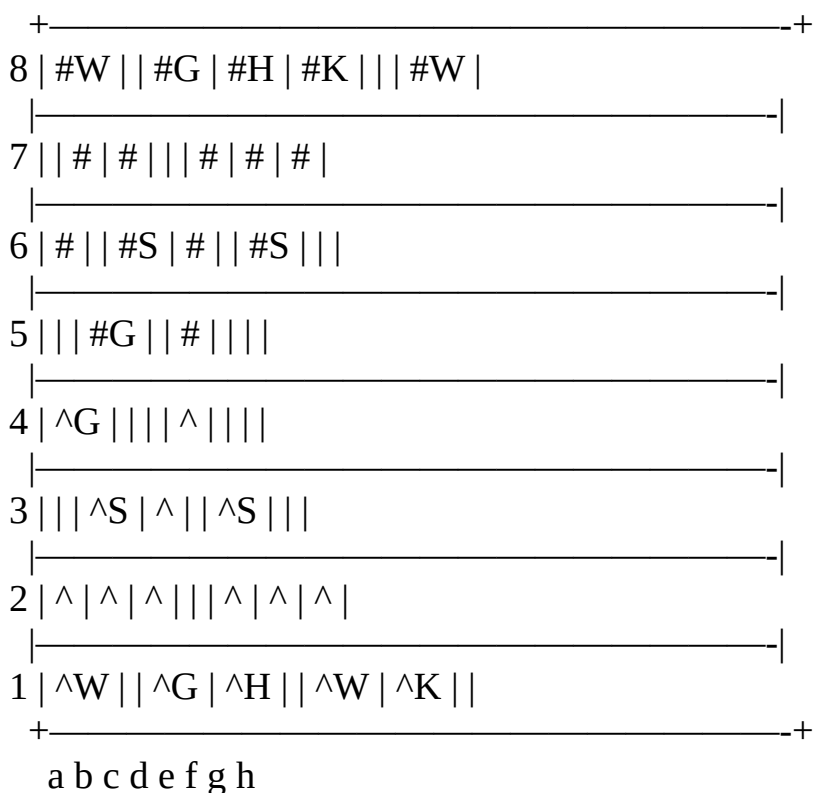 +———————————————————-+
8 | #W | | #G | #H | #K | | | #W |
|———————————————————-|
7 | | # | # | | | # | # | # |
|———————————————————-|
6 | # | | #S | # | | #S | | |
|———————————————————-|
5 | | | #G | | # | | | |
|———————————————————-|
4 | ^G | | | | ^ | | | |
|———————————————————-|
3 | | | ^S | ^ | | ^S | | |
|———————————————————-|
2 | ^ | ^ | ^ | | | ^ | ^ | ^ |
|———————————————————-|
1 | ^W | | ^G | ^H | | ^W | ^K | |
+———————————————————-+
a b c d e f g h